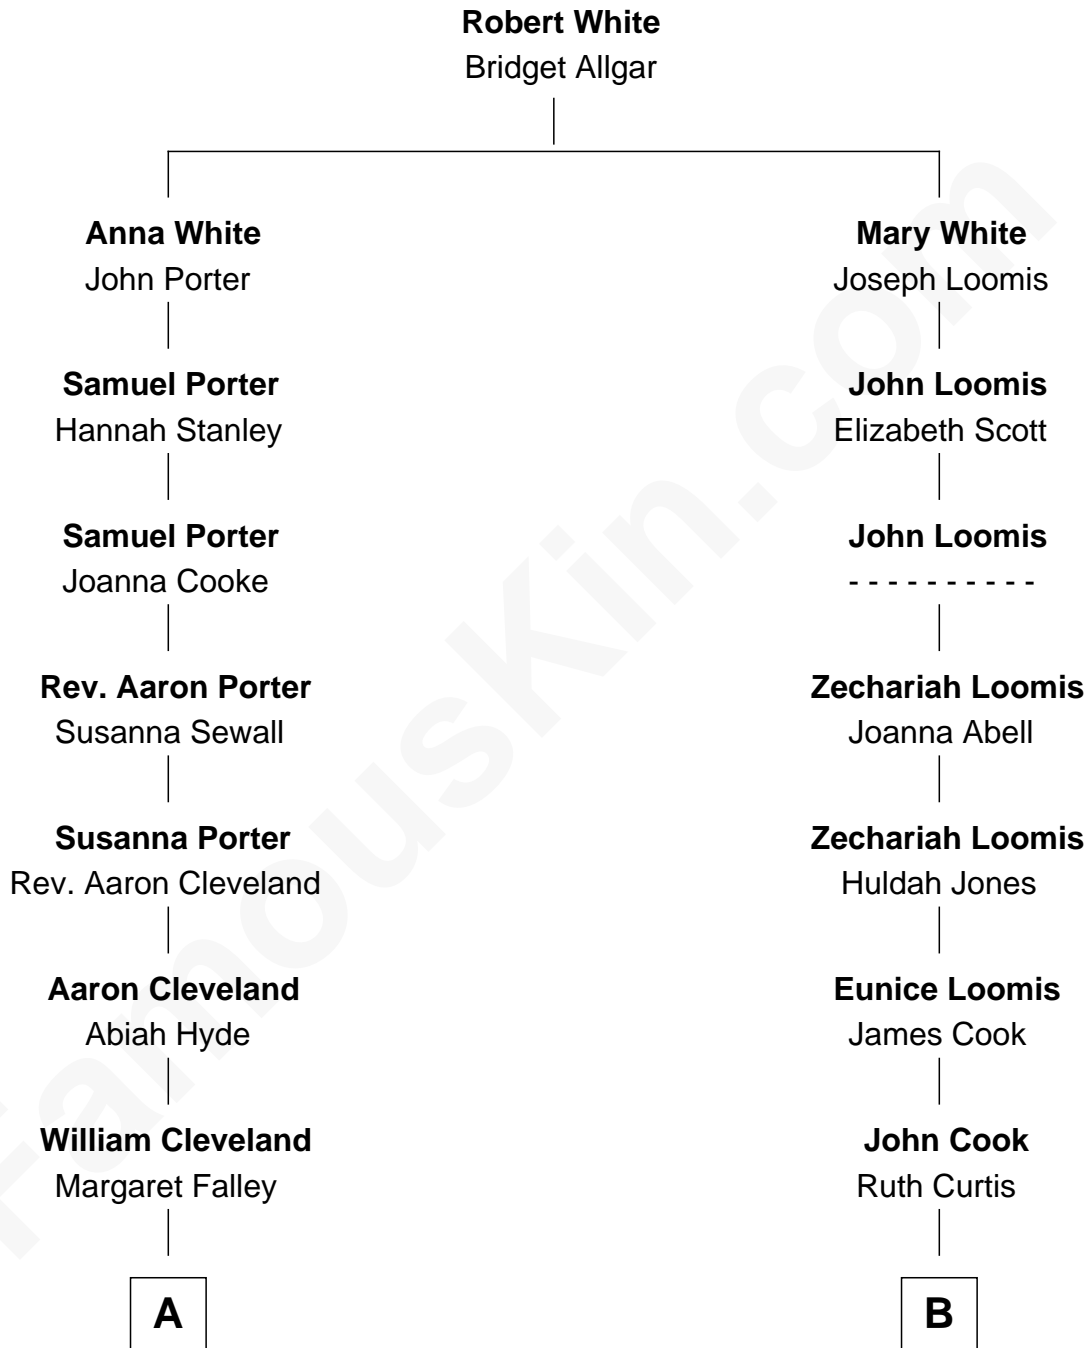 Robert White
Bridget Allgar
Anna White
John Porter
Mary White
Joseph Loomis
Samuel Porter
Hannah Stanley
John Loomis
Elizabeth Scott
Samuel Porter
Joanna Cooke
John Loomis
- - - - - - - - - -
Rev. Aaron Porter
Susanna Sewall
Zechariah Loomis
Joanna Abell
Susanna Porter
Rev. Aaron Cleveland
Zechariah Loomis
Huldah Jones
Aaron Cleveland
Abiah Hyde
Eunice Loomis
James Cook
William Cleveland
Margaret Falley
John Cook
Ruth Curtis
A
B
FamousKin.com